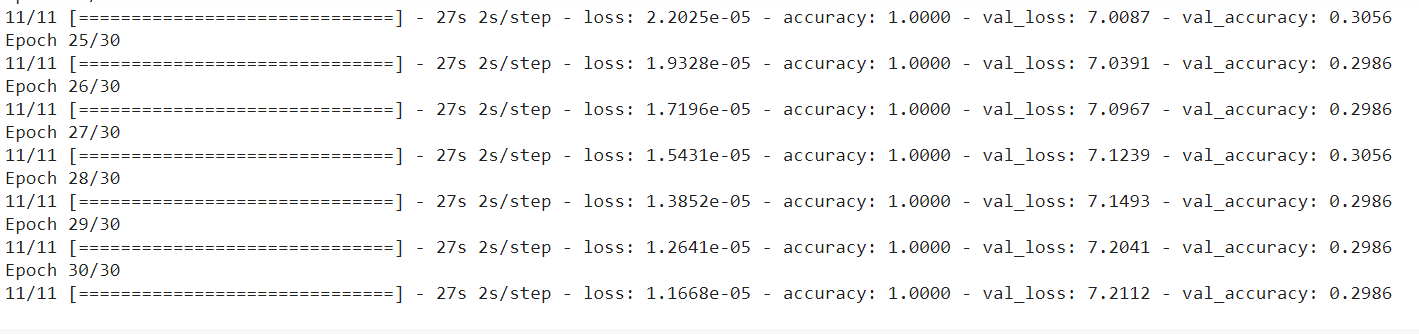 11/11 [==============================] - 27s 2s/step - loss: 2.2025e-05 - accuracy: 1.0000 - val_loss: 7.0087 - val_accuracy: 0.3056
Epoch 25/30
11/11 [==============================] - 27s 2s/step - loss: 1.9328e-05 - accuracy: 1.0000 - val_loss: 7.0391 - val_accuracy: 0.2986
Epoch 26/30
11/11 [==============================] - 27s 2s/step - loss: 1.7196e-05 - accuracy: 1.0000 - val_loss: 7.0967 - val_accuracy: 0.2986
Epoch 27/30
11/11 [==============================] - 27s 2s/step - loss: 1.5431e-05 - accuracy: 1.0000 - val_loss: 7.1239 - val_accuracy: 0.3056
Epoch 28/30
11/11 [==============================] - 27s 2s/step - loss: 1.3852e-05 - accuracy: 1.0000 - val_loss: 7.1493 - val_accuracy: 0.2986
Epoch 29/30
11/11 [==============================] - 27s 2s/step - loss: 1.2641e-05 - accuracy: 1.0000 - val_loss: 7.2041 - val_accuracy: 0.2986
Epoch 30/30
11/11 [==============================] - 27s 2s/step - loss: 1.1668e-05 - accuracy: 1.0000 - val_loss: 7.2112 - val_accuracy: 0.2986